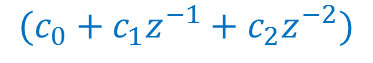 (c₀ + c₁z⁻¹ + c₂z⁻²)